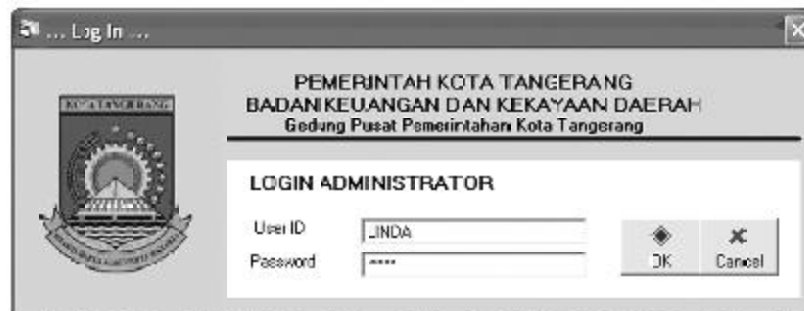 ... Log In ...
KOTA TANGERANG
PEMERINTAH KOTA TANGERANG
BADAN KEUANGAN DAN KEKAYAAN DAERAH
Gedung Pusat Pemerintahan Kota Tangerang
LOGIN ADMINISTRATOR
User ID LINDA
Password ****
OK Cancel